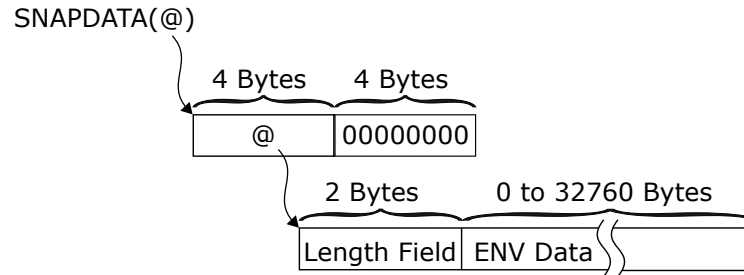 SNAPDATA(@)
4 Bytes 4 Bytes
@ 00000000
2 Bytes 0 to 32760 Bytes
Length Field ENV Data